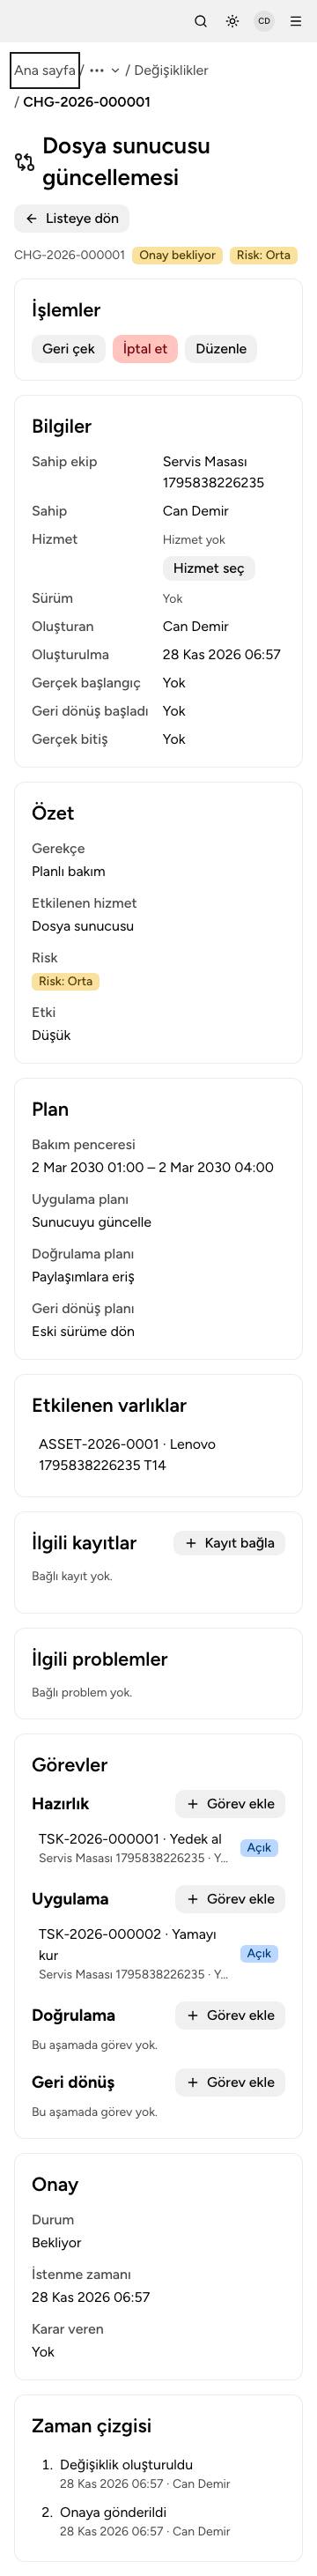 CD
Ana sayfa / ··· / Değişiklikler
/ CHG-2026-000001
Dosya sunucusu
güncellemesi
Listeye dön
CHG-2026-000001 Onay bekliyor Risk: Orta
İşlemler
Geri çek İptal et Düzenle
Bilgiler
Sahip ekip Servis Masası
1795838226235
Sahip Can Demir
Hizmet Hizmet yok
Hizmet seç
Sürüm Yok
Oluşturan Can Demir
Oluşturulma 28 Kas 2026 06:57
Gerçek başlangıç Yok
Geri dönüş başladı Yok
Gerçek bitiş Yok
Özet
Gerekçe
Planlı bakım
Etkilenen hizmet
Dosya sunucusu
Risk
Risk: Orta
Etki
Düşük
Plan
Bakım penceresi
2 Mar 2030 01:00 – 2 Mar 2030 04:00
Uygulama planı
Sunucuyu güncelle
Doğrulama planı
Paylaşımlara eriş
Geri dönüş planı
Eski sürüme dön
Etkilenen varlıklar
ASSET-2026-0001 · Lenovo
1795838226235 T14
İlgili kayıtlar Kayıt bağla
Bağlı kayıt yok.
İlgili problemler
Bağlı problem yok.
Görevler
Hazırlık Görev ekle
TSK-2026-000001 · Yedek al Açık
Servis Masası 1795838226235 · Y...
Uygulama Görev ekle
TSK-2026-000002 · Yamayı
kur Açık
Servis Masası 1795838226235 · Y...
Doğrulama Görev ekle
Bu aşamada görev yok.
Geri dönüş Görev ekle
Bu aşamada görev yok.
Onay
Durum
Bekliyor
İstenme zamanı
28 Kas 2026 06:57
Karar veren
Yok
Zaman çizgisi
1. Değişiklik oluşturuldu
28 Kas 2026 06:57 · Can Demir
2. Onaya gönderildi
28 Kas 2026 06:57 · Can Demir